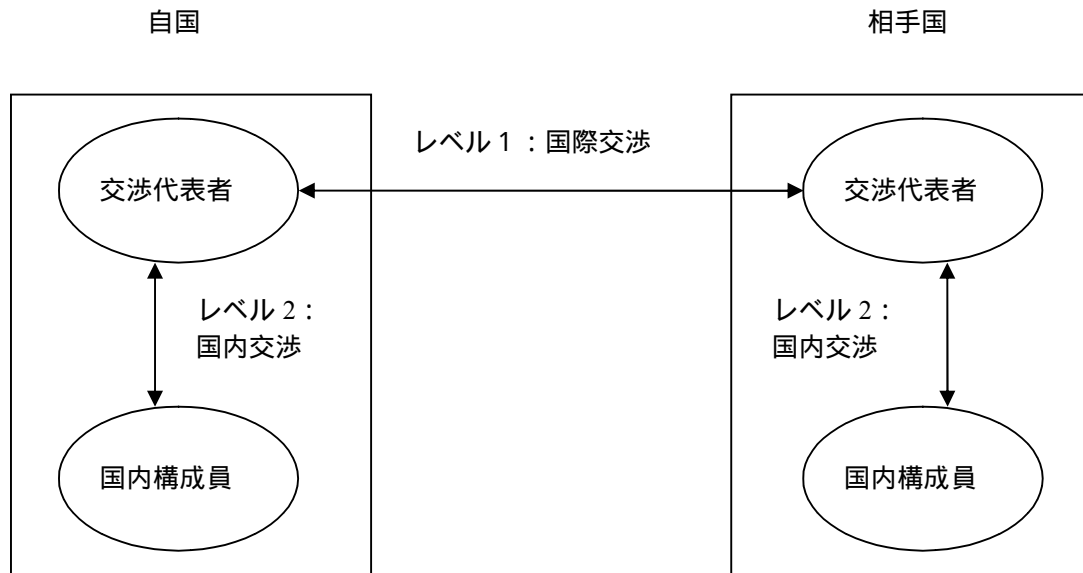 自国
相手国
レベル1：国際交渉
交渉代表者
交渉代表者
レベル2：
国内交渉
レベル2：
国内交渉
国内構成員
国内構成員